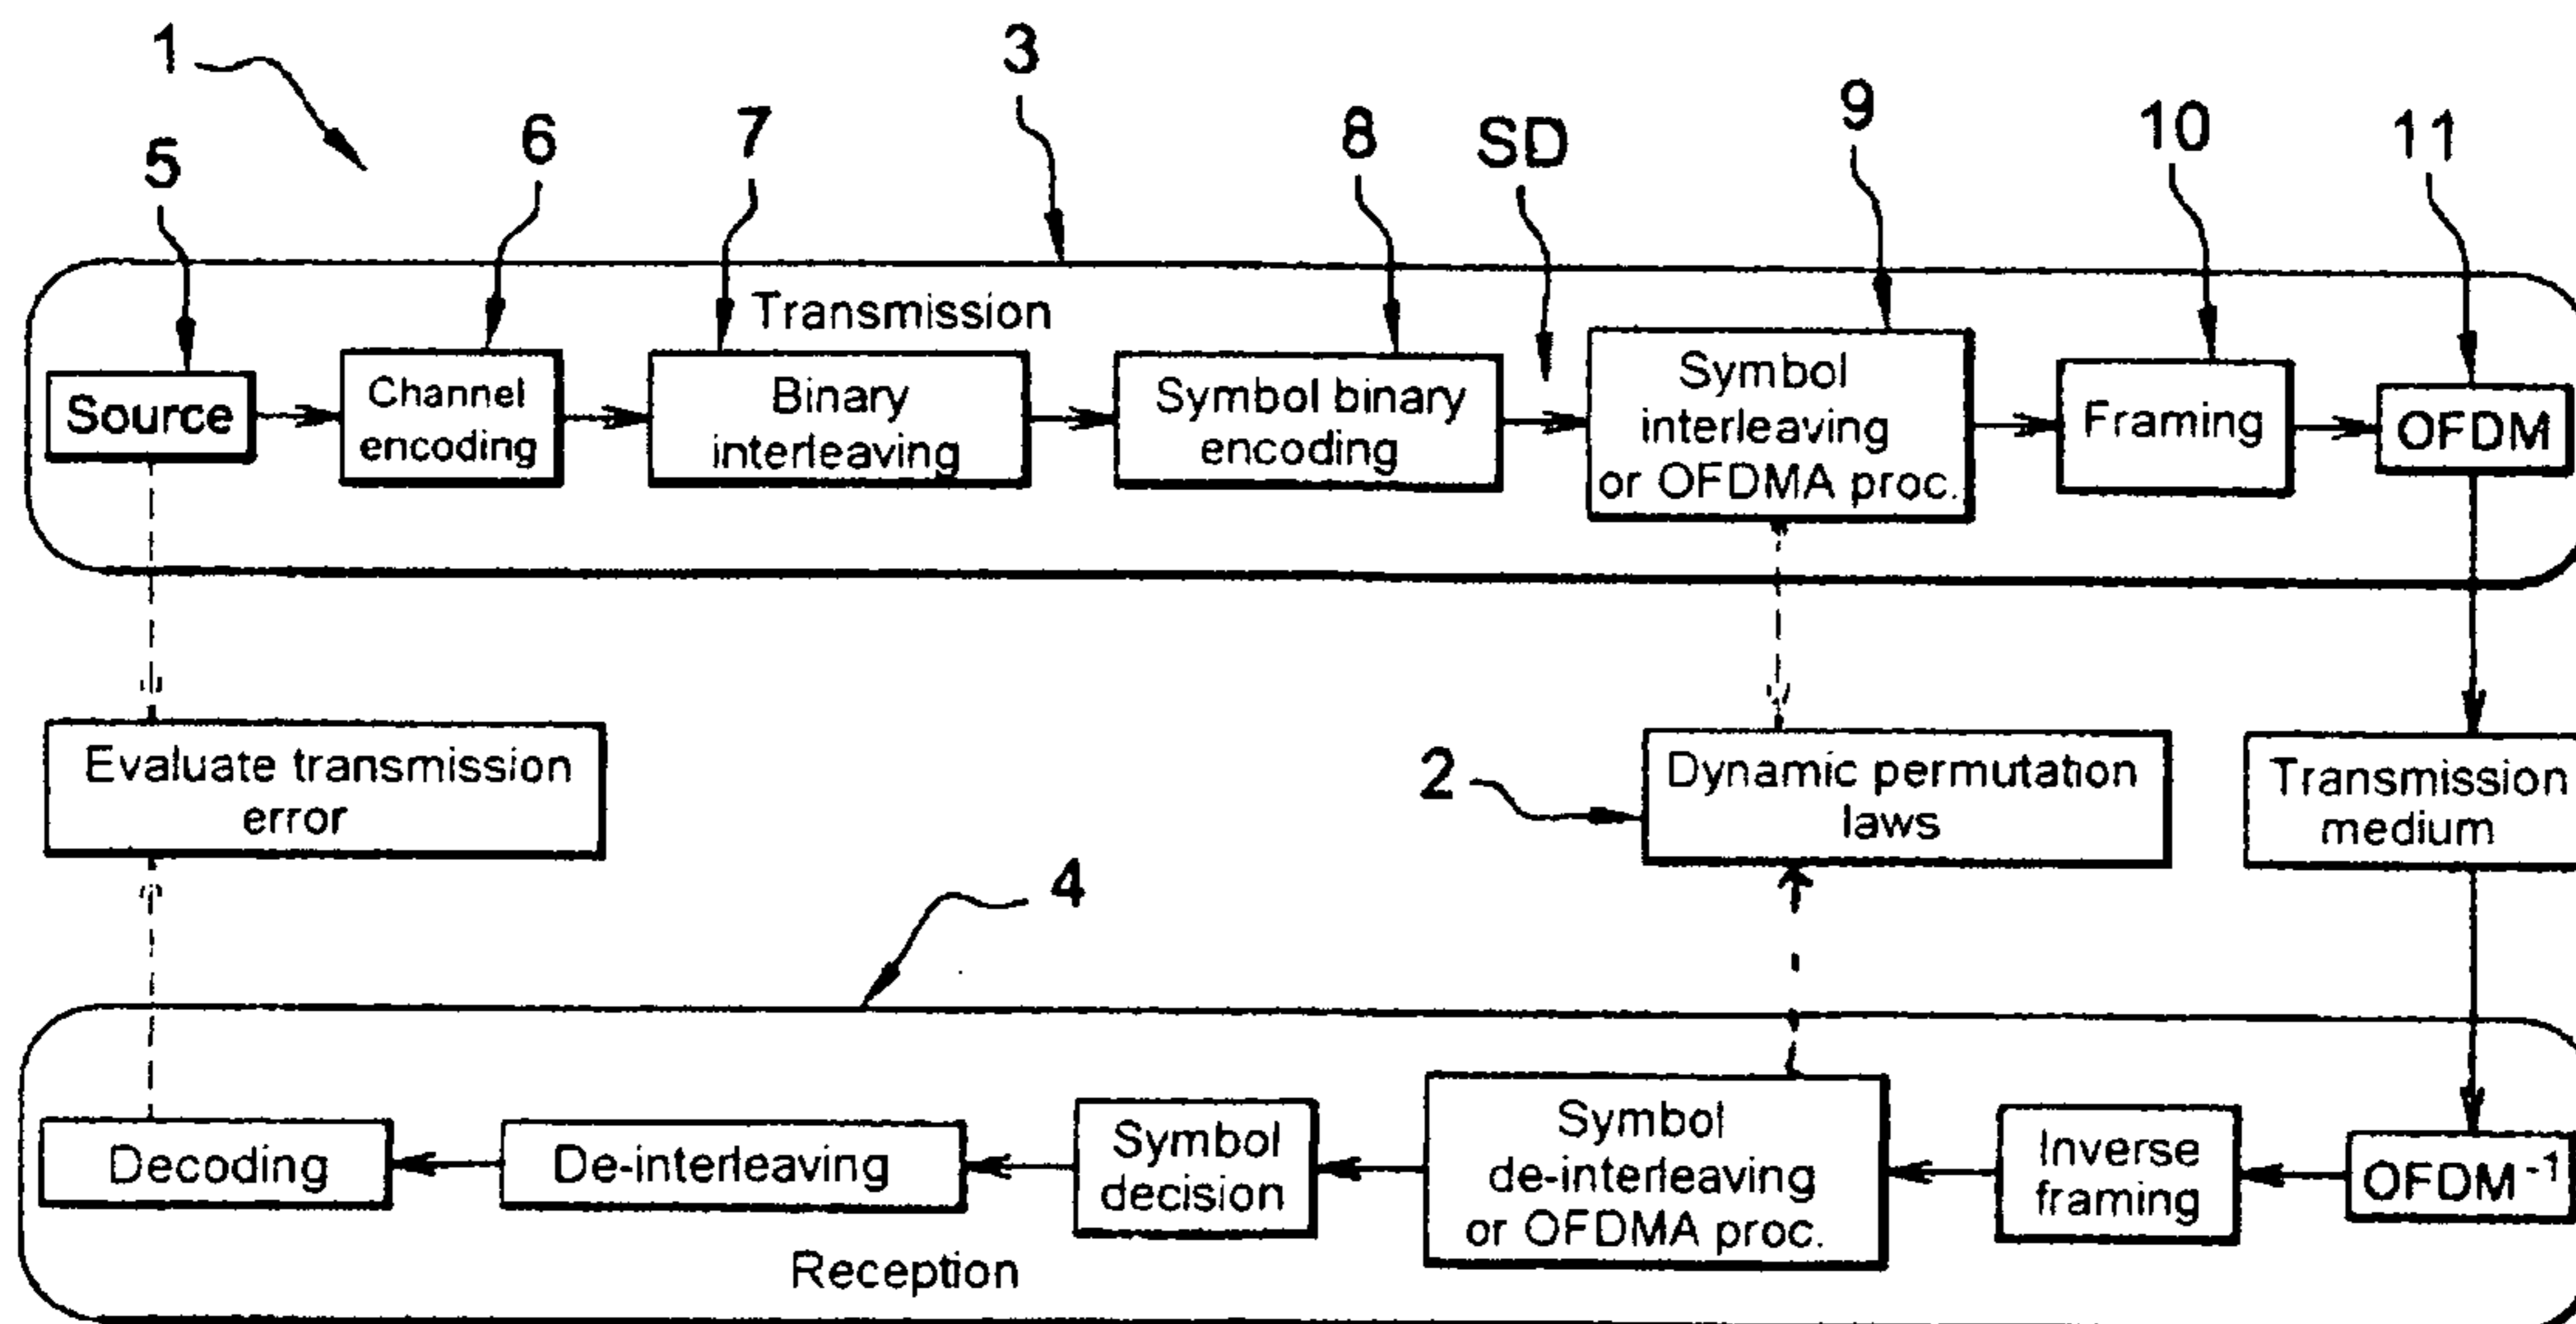 1
3
5
6
7
8
SD
9
10
11
Transmission
Source
Channel
encoding
Binary
interleaving
Symbol binary
encoding
Symbol
interleaving
or OFDMA proc.
Framing
OFDM
Evaluate transmission
error
2
Dynamic permutation
laws
Transmission
medium
4
Decoding
De-interleaving
Symbol
decision
Symbol
de-interleaving
or OFDMA proc.
Inverse
framing
OFDM⁻¹
Reception